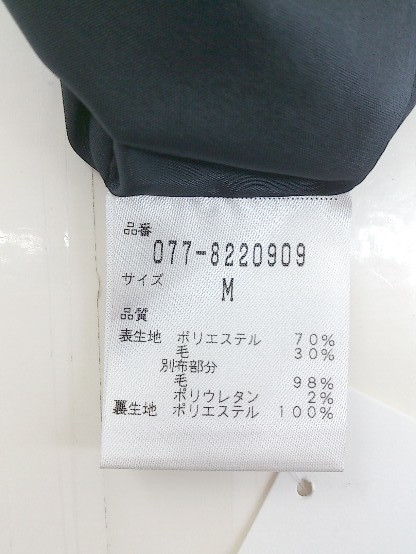 品番
077-8220909
サイズ
M
品質
表生地 ポリエステル 70%
毛 30%
別布部分
毛 98%
ポリウレタン 2%
裏生地 ポリエステル 100%